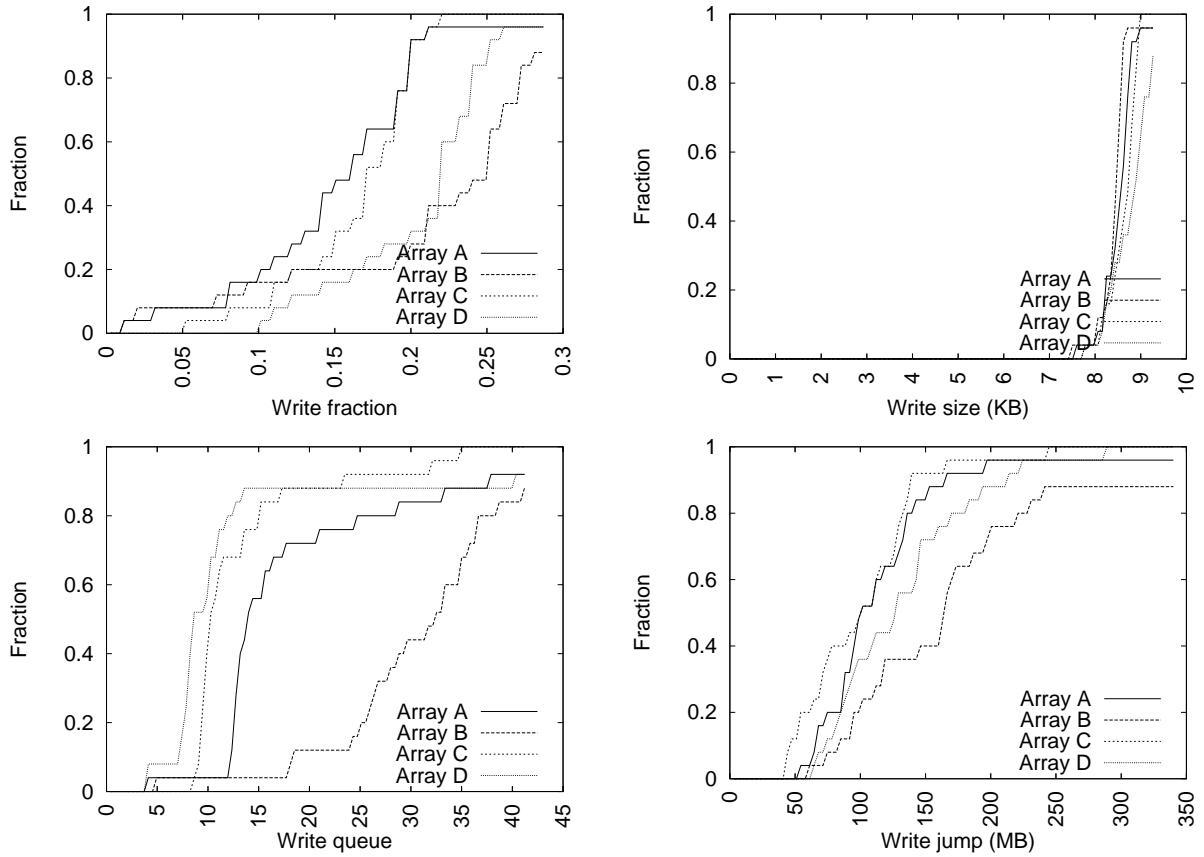 1
0.8
0.6
0.4
0.2
0
Fraction
Array A
Array B
Array C
Array D
0
0.05
0.1
0.15
0.2
0.25
0.3
Write fraction
1
0.8
0.6
0.4
0.2
0
Fraction
Array A
Array B
Array C
Array D
0
1
2
3
4
5
6
7
8
9
10
Write size (KB)
1
0.8
0.6
0.4
0.2
0
Fraction
Array A
Array B
Array C
Array D
0
5
10
15
20
25
30
35
40
45
Write queue
1
0.8
0.6
0.4
0.2
0
Fraction
Array A
Array B
Array C
Array D
0
50
100
150
200
250
300
350
Write jump (MB)